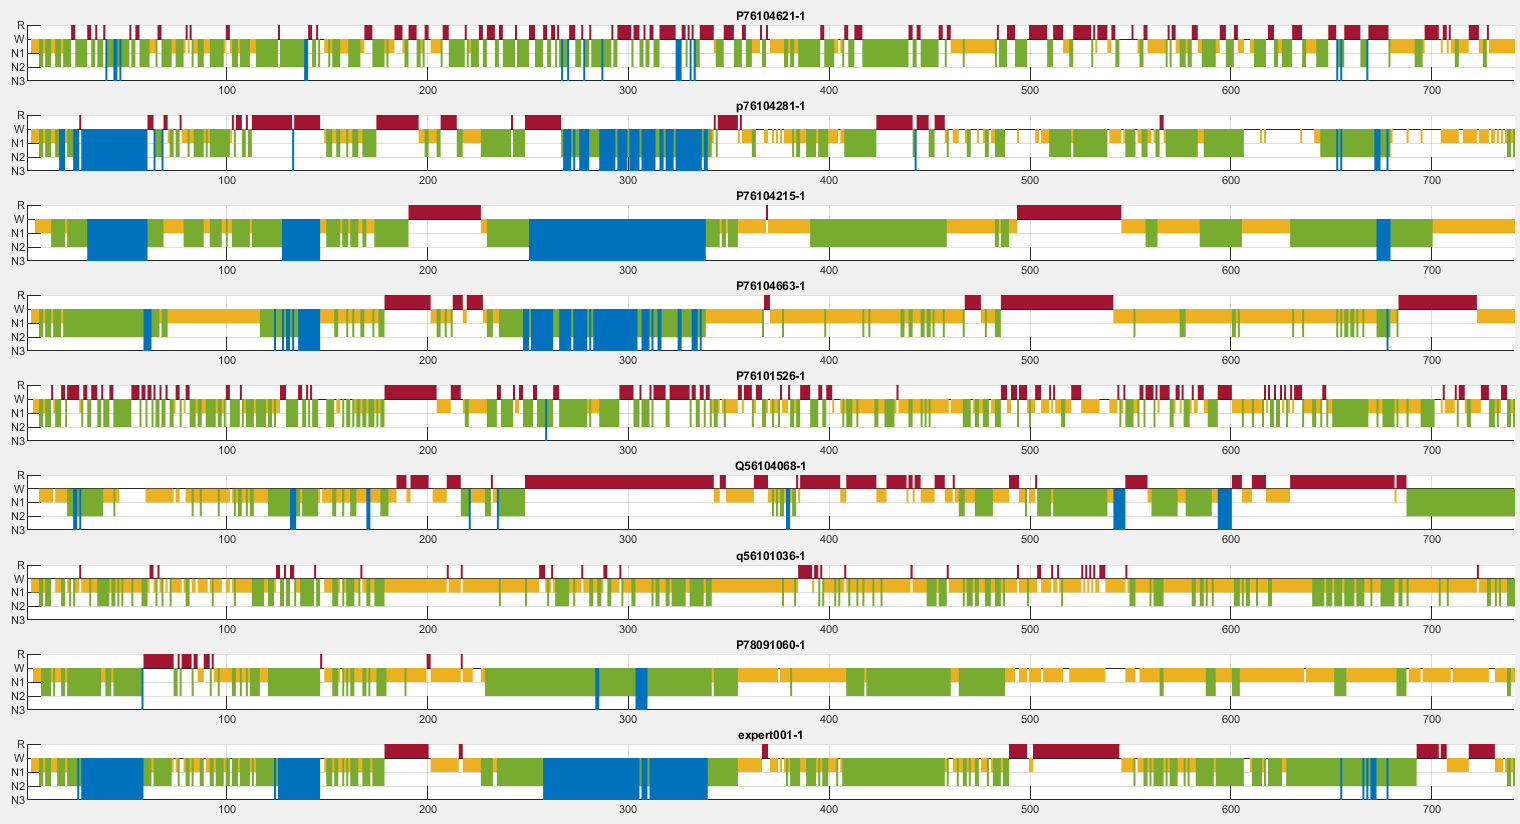 P76104621-1
R
W
N1
N2
N3
100 200 300 400 500 600 700
p76104281-1
R
W
N1
N2
N3
100 200 300 400 500 600 700
P76104215-1
R
W
N1
N2
N3
100 200 300 400 500 600 700
P76104663-1
R
W
N1
N2
N3
100 200 300 400 500 600 700
P76101526-1
R
W
N1
N2
N3
100 200 300 400 500 600 700
Q56104068-1
R
W
N1
N2
N3
100 200 300 400 500 600 700
q56101036-1
R
W
N1
N2
N3
100 200 300 400 500 600 700
P78091060-1
R
W
N1
N2
N3
100 200 300 400 500 600 700
expert001-1
R
W
N1
N2
N3
100 200 300 400 500 600 700